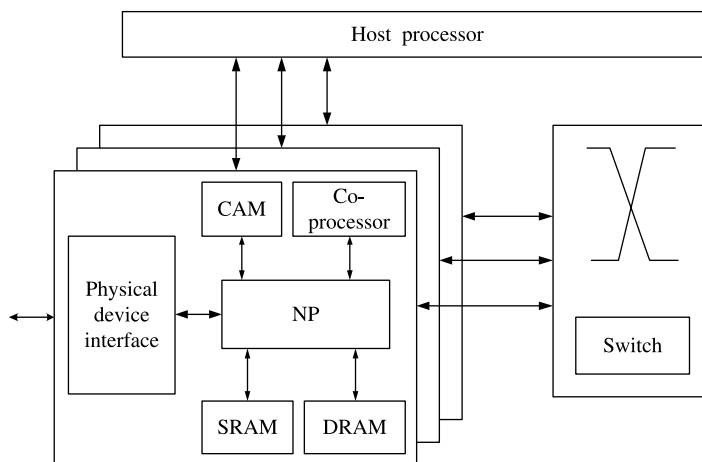 Host processor
CAM
Co-
processor
Physical
device
interface
NP
Switch
SRAM
DRAM